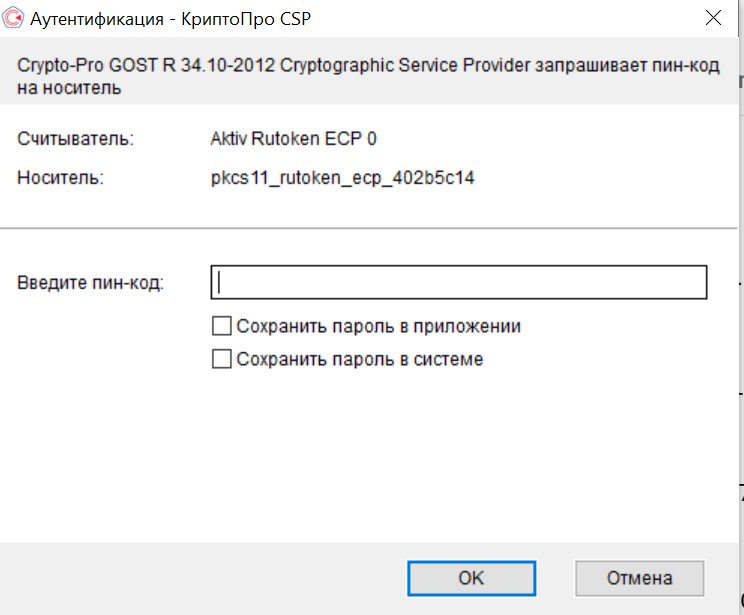 Аутентификация - КриптоПро CSP
Crypto-Pro GOST R 34.10-2012 Cryptographic Service Provider запрашивает пин-код
на носитель
Считыватель: Aktiv Rutoken ECP 0
Носитель: pkcs11_rutoken_ecp_402b5c14
Введите пин-код:
Сохранить пароль в приложении
Сохранить пароль в системе
OK Отмена